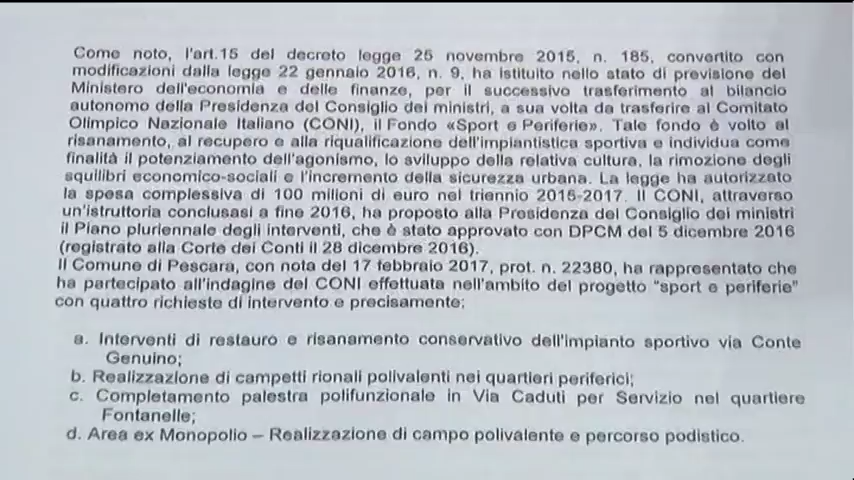 Come noto, l'art.15 del decreto legge 25 novembre 2015, n. 185, convertito con
modificazioni dalla legge 22 gennaio 2016, n. 9, ha istituito nello stato di previsione del
Ministero dell'economia e delle finanze, per il successivo trasferimento al bilancio
autonomo della Presidenza del Consiglio dei ministri, a sua volta da trasferire al Comitato
Olimpico Nazionale Italiano (CONI), il Fondo «Sport e Periferie». Tale fondo è volto al
risanamento, al recupero e alla riqualificazione dell'impiantistica sportiva e individua come
finalità il potenziamento dell'agonismo, lo sviluppo della relativa cultura, la rimozione degli
squilibri economico-sociali e l'incremento della sicurezza urbana. La legge ha autorizzato
la spesa complessiva di 100 milioni di euro nel triennio 2015-2017. Il CONI, attraverso
un'istruttoria conclusasi a fine 2016, ha proposto alla Presidenza del Consiglio dei ministri
il Piano pluriennale degli interventi, che è stato approvato con DPCM del 5 dicembre 2016
(registrato alla Corte dei Conti il 28 dicembre 2016).
Il Comune di Pescara, con nota del 17 febbraio 2017, prot. n. 22380, ha rappresentato che
ha partecipato all'indagine del CONI effettuata nell'ambito del progetto "sport e periferie"
con quattro richieste di intervento e precisamente;
a. Interventi di restauro e risanamento conservativo dell'impianto sportivo via Conte
Genuino;
b. Realizzazione di campetti rionali polivalenti nei quartieri periferici;
c. Completamento palestra polifunzionale in Via Caduti per Servizio nel quartiere
Fontanelle;
d. Area ex Monopolio – Realizzazione di campo polivalente e percorso podistico.